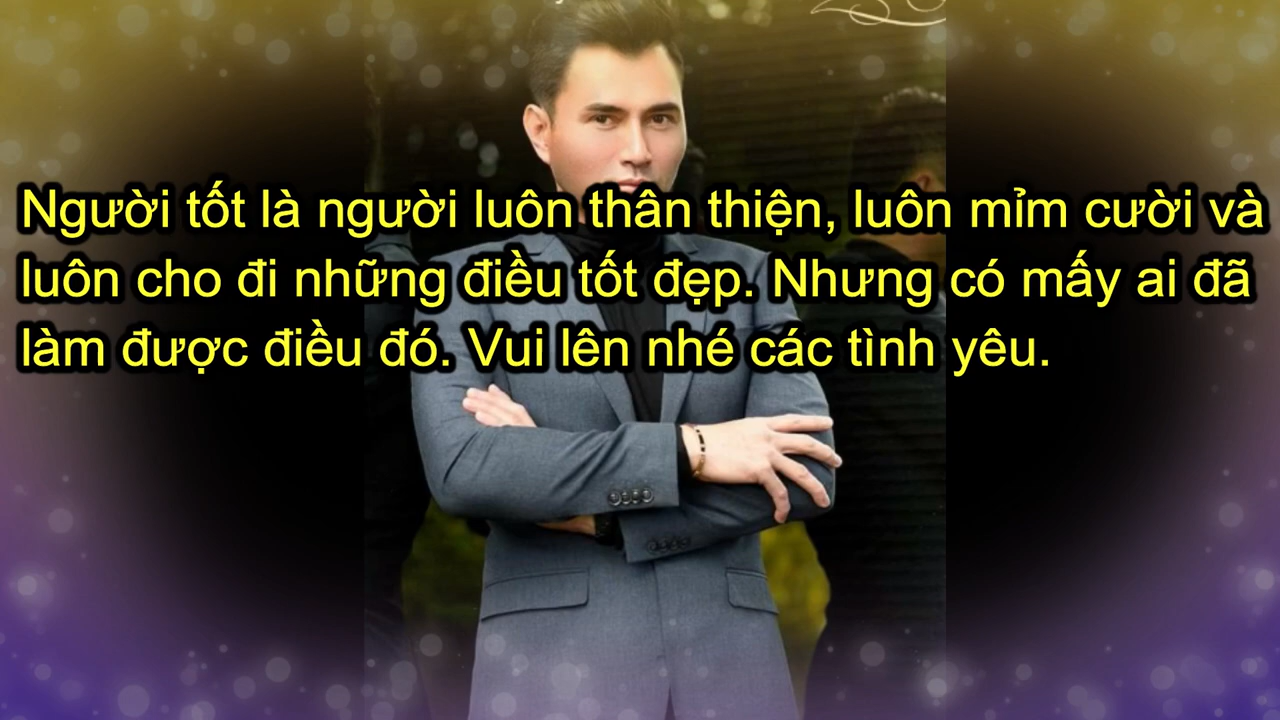 Người tốt là người luôn thân thiện, luôn mỉm cười và
luôn cho đi những điều tốt đẹp. Nhưng có mấy ai đã
làm được điều đó. Vui lên nhé các tình yêu.